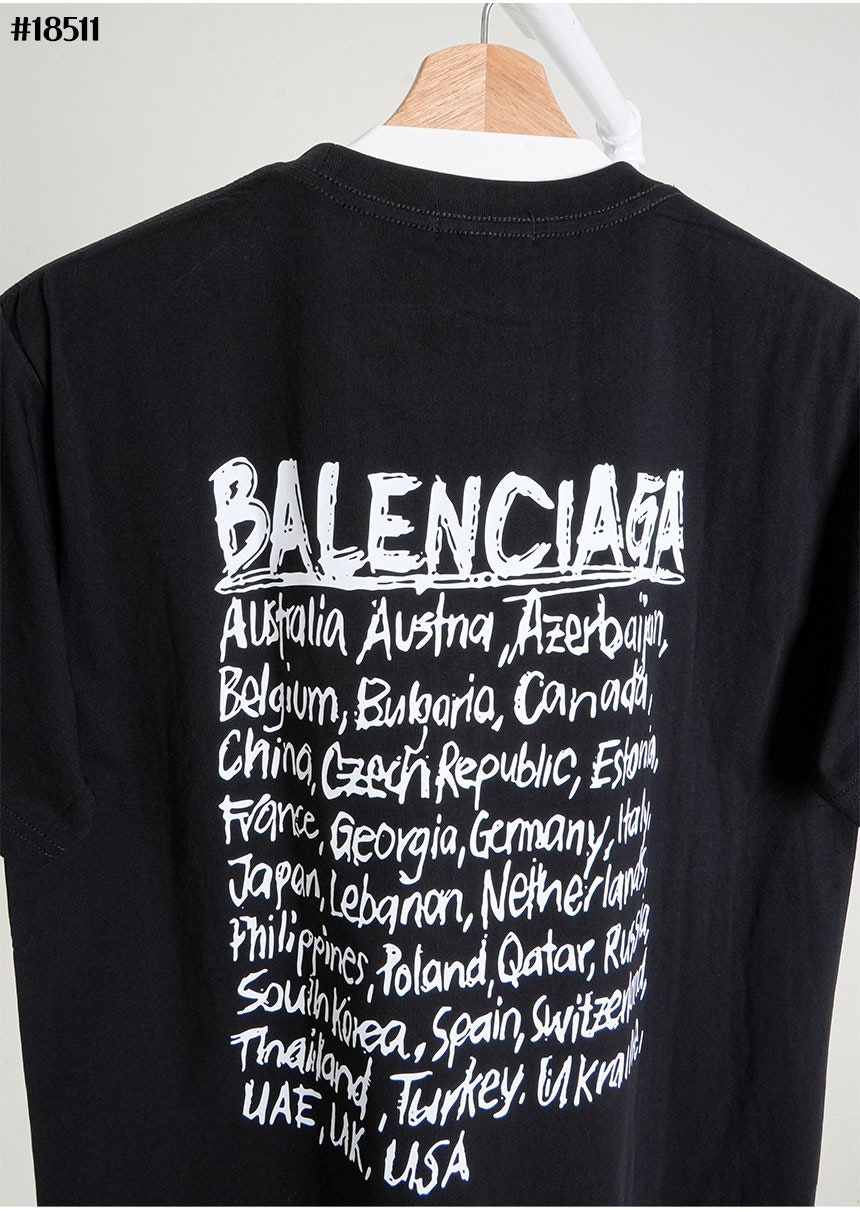 #18511
BALENCIAGA
Australia Austria, Azerbaijan,
Belgium, Bulgaria, Canada,
China, Czech Republic, Estonia,
France, Georgia, Germany, Italy,
Japan, Lebanon, Netherlands,
Philippines, Poland, Qatar, Russia,
South Korea, Spain, Switzerland,
Thailand, Turkey. Ukraine,
UAE, UK, USA